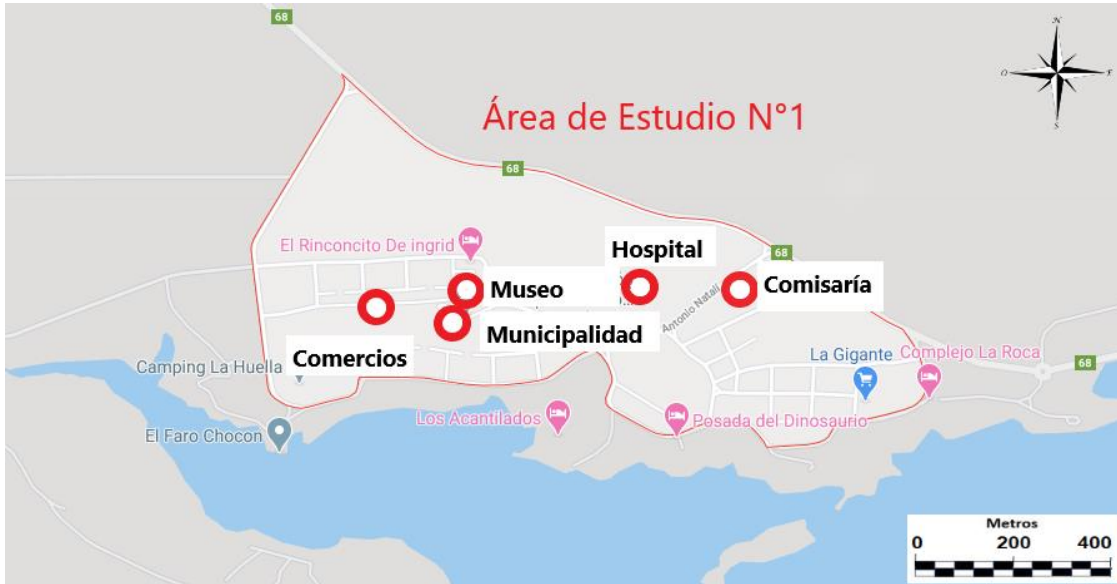 68
N
Área de Estudio N°1
O
E
S
68
El Rinconcito De ingrid
Hospital
68
Museo
Comisaría
Antonio Natali
Municipalidad
Comercios
La Gigante
Complejo La Roca
68
Camping La Huella
Los Acantilados
Posada del Dinosaurio
El Faro Chocon
Metros
0 200 400